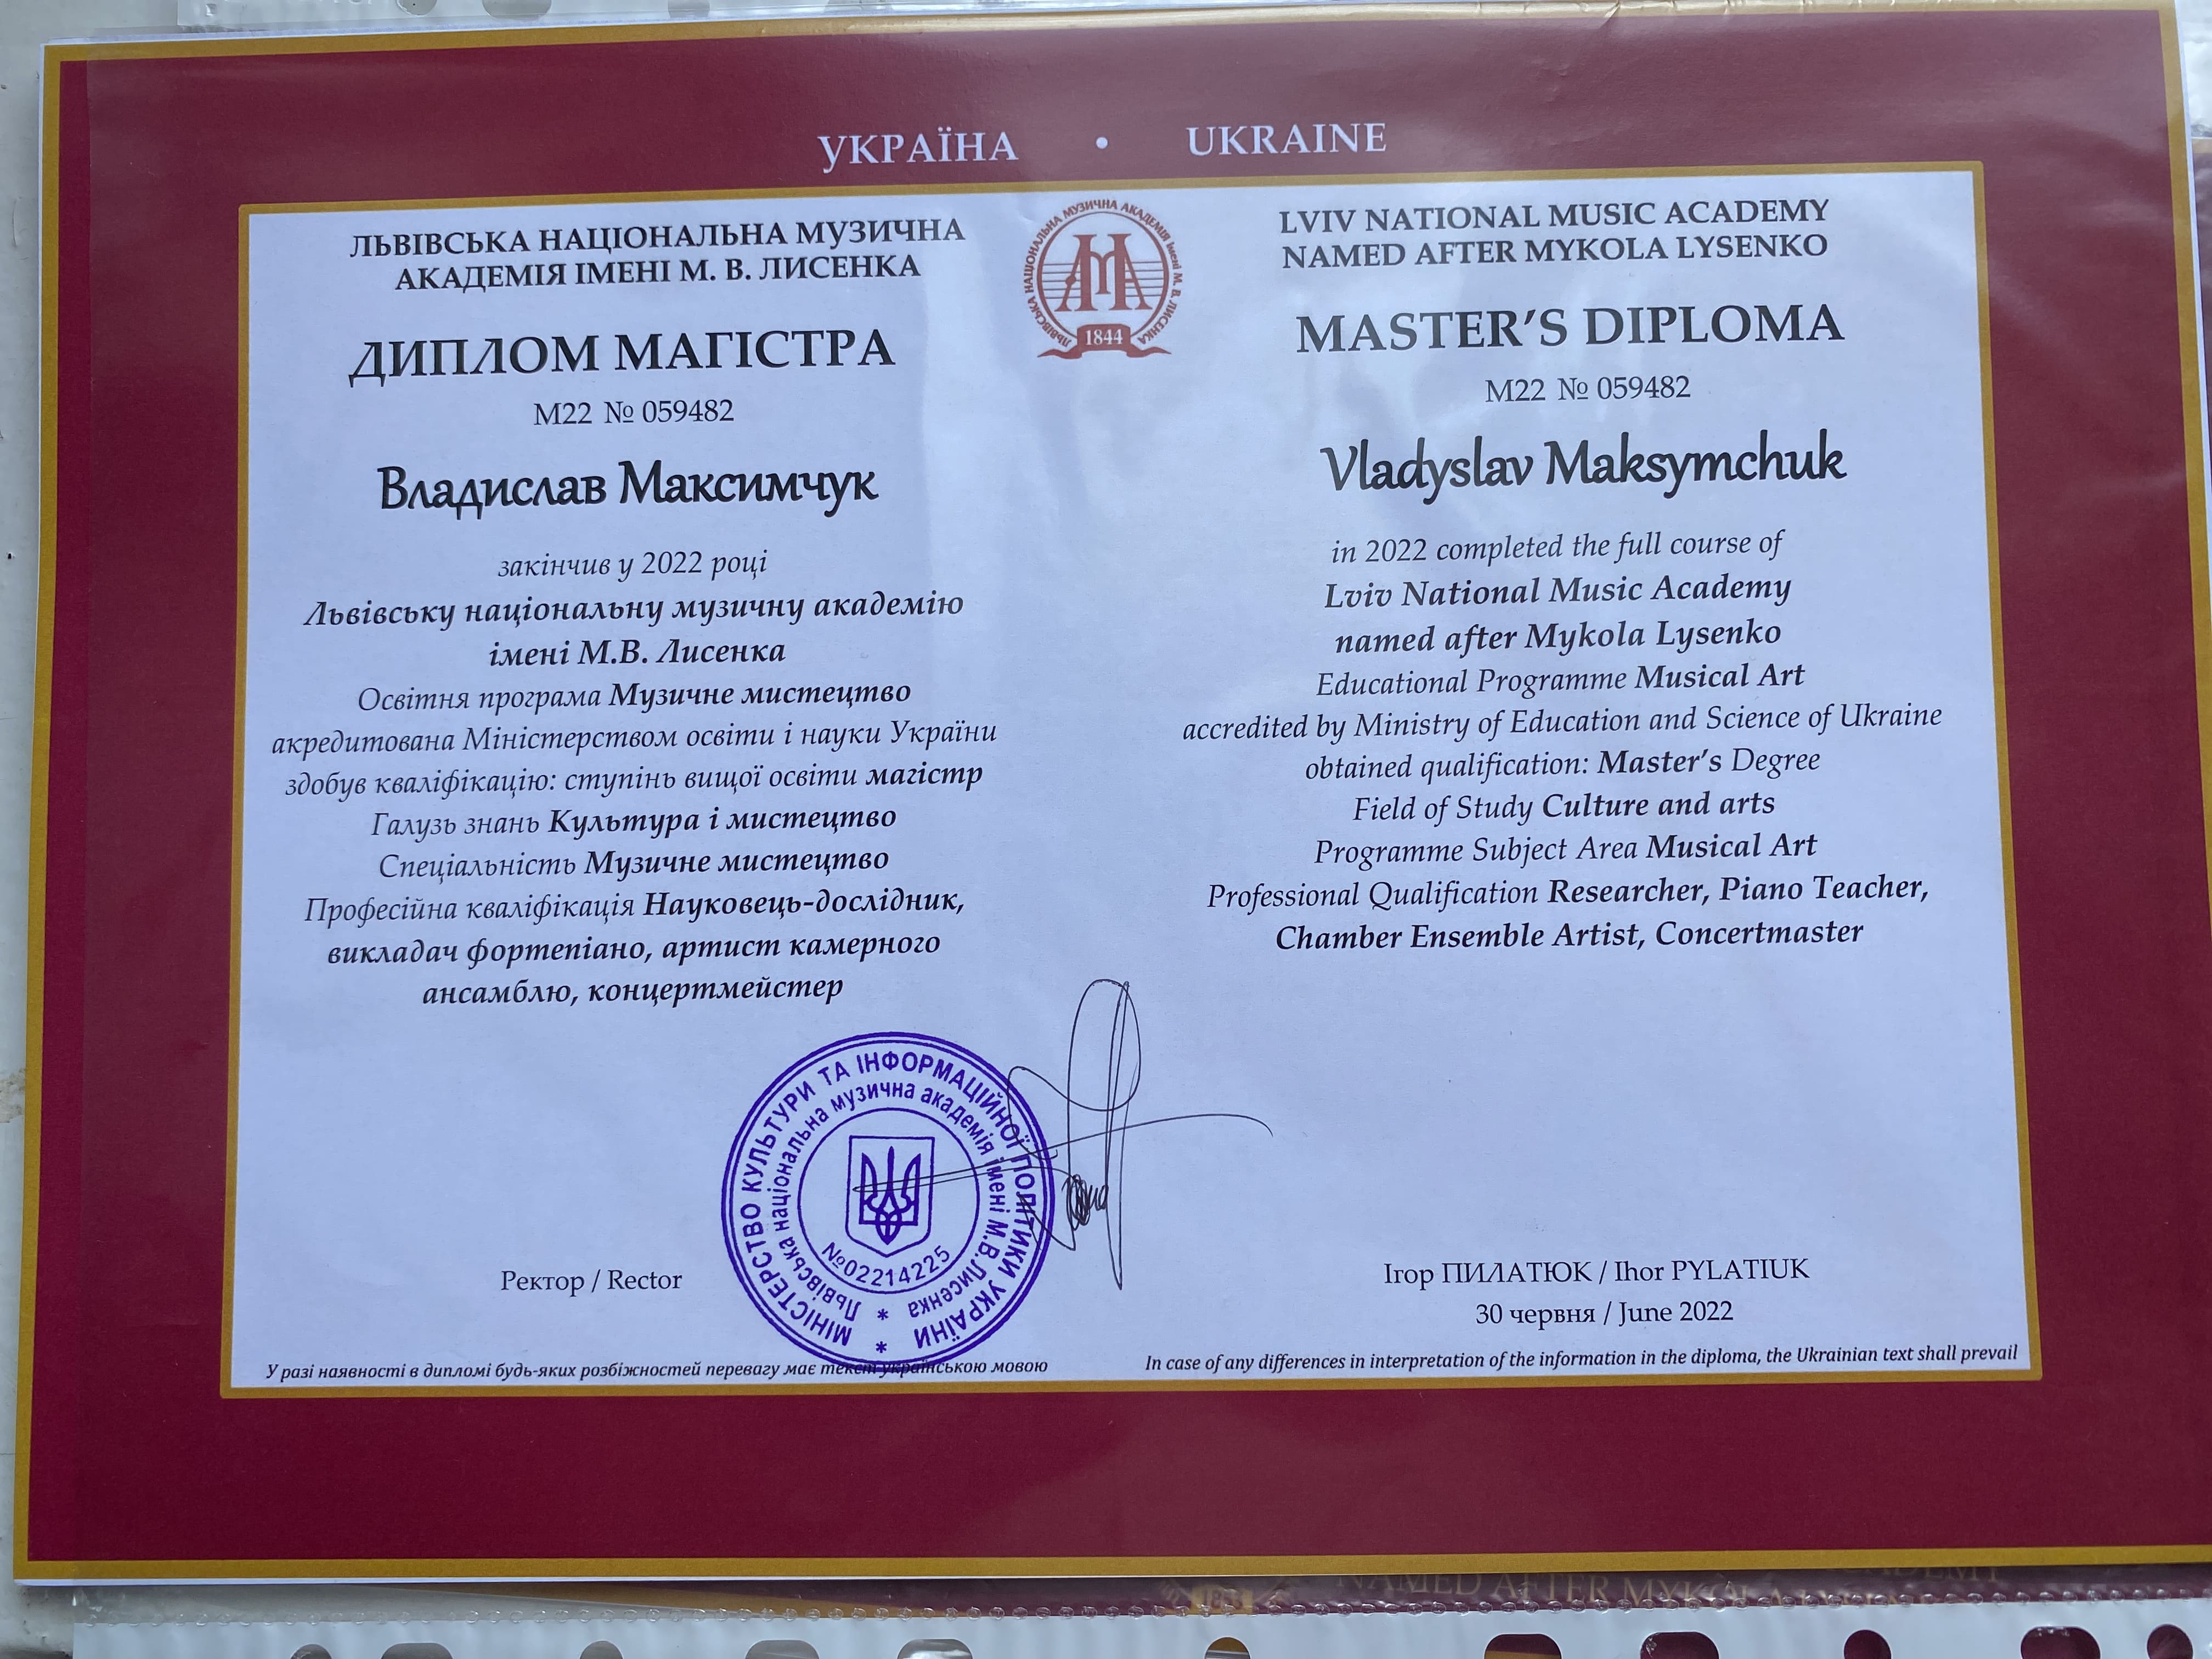 УКРАЇНА • UKRAINE
ЛЬВІВСЬКА НАЦІОНАЛЬНА МУЗИЧНА
АКАДЕМІЯ ІМЕНІ М. В. ЛИСЕНКА
ДИПЛОМ МАГІСТРА
М22 № 059482
Владислав Максимчук
закінчив у 2022 році
Львівську національну музичну академію
імені М.В. Лисенка
Освітня програма Музичне мистецтво
акредитована Міністерством освіти і науки України
здобув кваліфікацію: ступінь вищої освіти магістр
Галузь знань Культура і мистецтво
Спеціальність Музичне мистецтво
Професійна кваліфікація Науковець-дослідник,
викладач фортепіано, артист камерного
ансамблю, концертмейстер
ЛЬВІВСЬКА НАЦІОНАЛЬНА МУЗИЧНА АКАДЕМІЯ імені М. В. ЛИСЕНКА
1844
LVIV NATIONAL MUSIC ACADEMY
NAMED AFTER MYKOLA LYSENKO
MASTER'S DIPLOMA
M22 № 059482
Vladyslav Maksymchuk
in 2022 completed the full course of
Lviv National Music Academy
named after Mykola Lysenko
Educational Programme Musical Art
accredited by Ministry of Education and Science of Ukraine
obtained qualification: Master's Degree
Field of Study Culture and arts
Programme Subject Area Musical Art
Professional Qualification Researcher, Piano Teacher,
Chamber Ensemble Artist, Concertmaster
МІНІСТЕРСТВО КУЛЬТУРИ ТА ІНФОРМАЦІЙНОЇ ПОЛІТИКИ УКРАЇНИ *
Львівська національна музична академія імені М.В.Лисенка *
№02214225
Ректор / Rector
Ігор ПИЛАТЮК / Ihor PYLATIUK
30 червня / June 2022
У разі наявності в дипломі будь-яких розбіжностей перевагу має текст українською мовою
In case of any differences in interpretation of the information in the diploma, the Ukrainian text shall prevail
NAMED AFTER